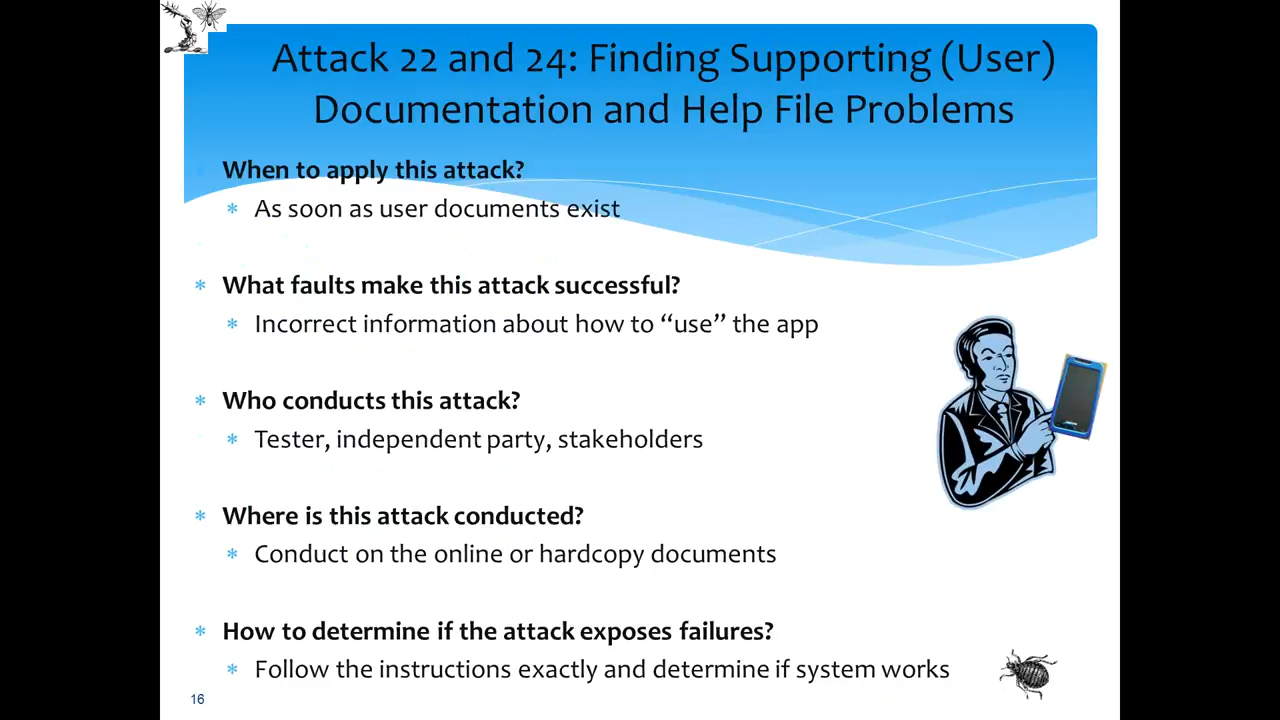 Attack 22 and 24: Finding Supporting (User)
Documentation and Help File Problems
When to apply this attack?
* As soon as user documents exist
* What faults make this attack successful?
* Incorrect information about how to “use” the app
* Who conducts this attack?
* Tester, independent party, stakeholders
* Where is this attack conducted?
* Conduct on the online or hardcopy documents
* How to determine if the attack exposes failures?
* Follow the instructions exactly and determine if system works
16